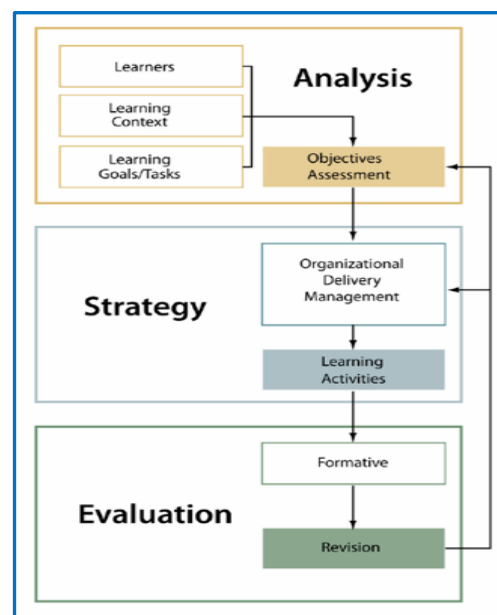 Learners
Analysis
Learning
Context
Learning
Goals/Tasks
Objectives
Assessment
Organizational
Delivery
Management
Strategy
Learning
Activities
Formative
Evaluation
Revision